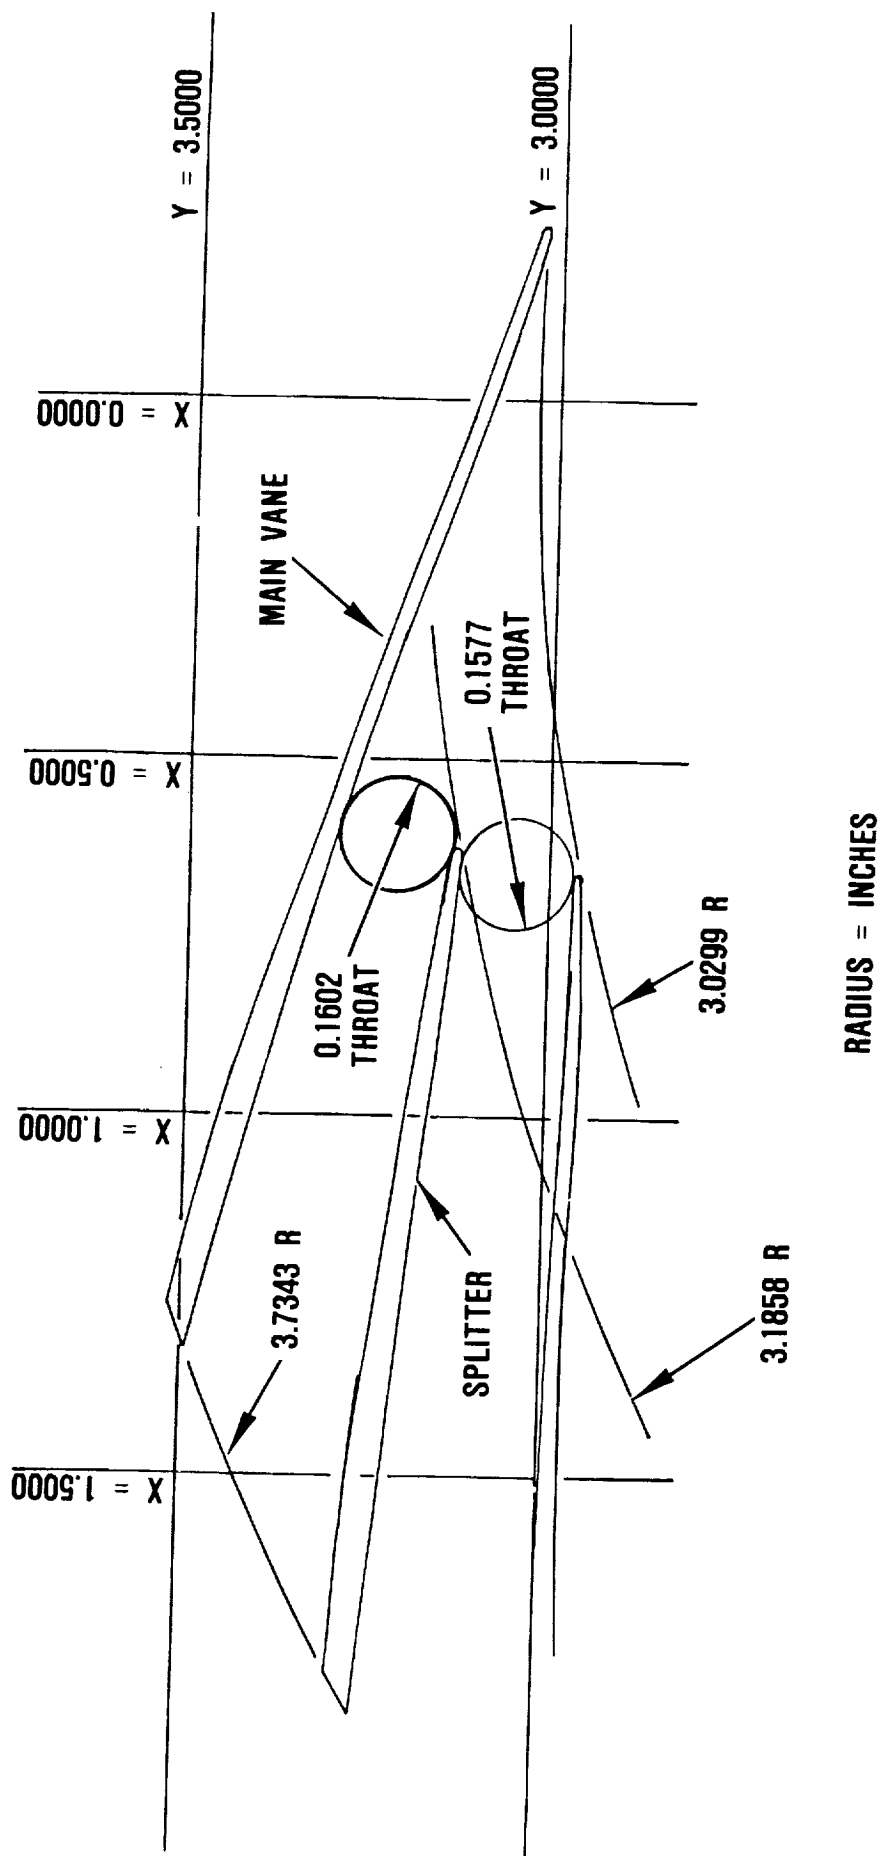 Y = 3.5000
Y = 3.0000
X = 0.0000
MAIN VANE
X = 0.5000
0.1577
THROAT
0.1602
THROAT
X = 1.0000
3.0299 R
3.7343 R
SPLITTER
3.1858 R
X = 1.5000
RADIUS = INCHES